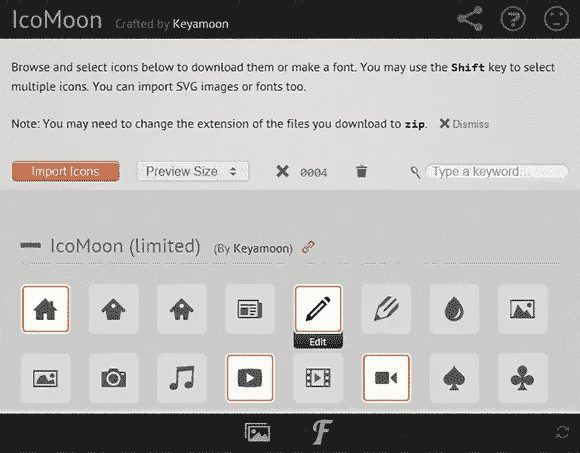 IcoMoon Crafted by Keyamoon
Browse and select icons below to download them or make a font. You may use the Shift key to select
multiple icons. You can import SVG images or fonts too.
Note: You may need to change the extension of the files you download to zip. Dismiss
Import Icons Preview Size 0004 Type a keyword...
IcoMoon (limited) (By Keyamoon)
Edit